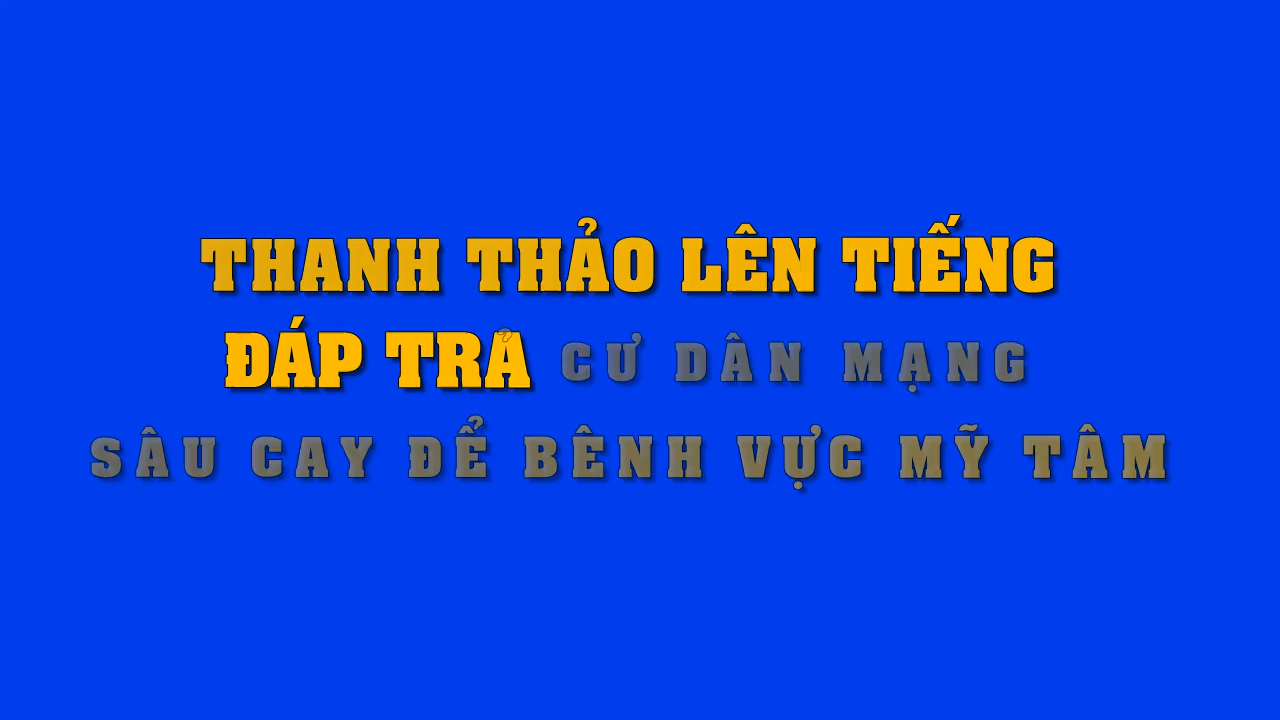 THANH THẢO LÊN TIẾNG
ĐÁP TRẢ CƯ DÂN MẠNG
SÂU CAY ĐỂ BÊNH VỰC MỸ TÂM